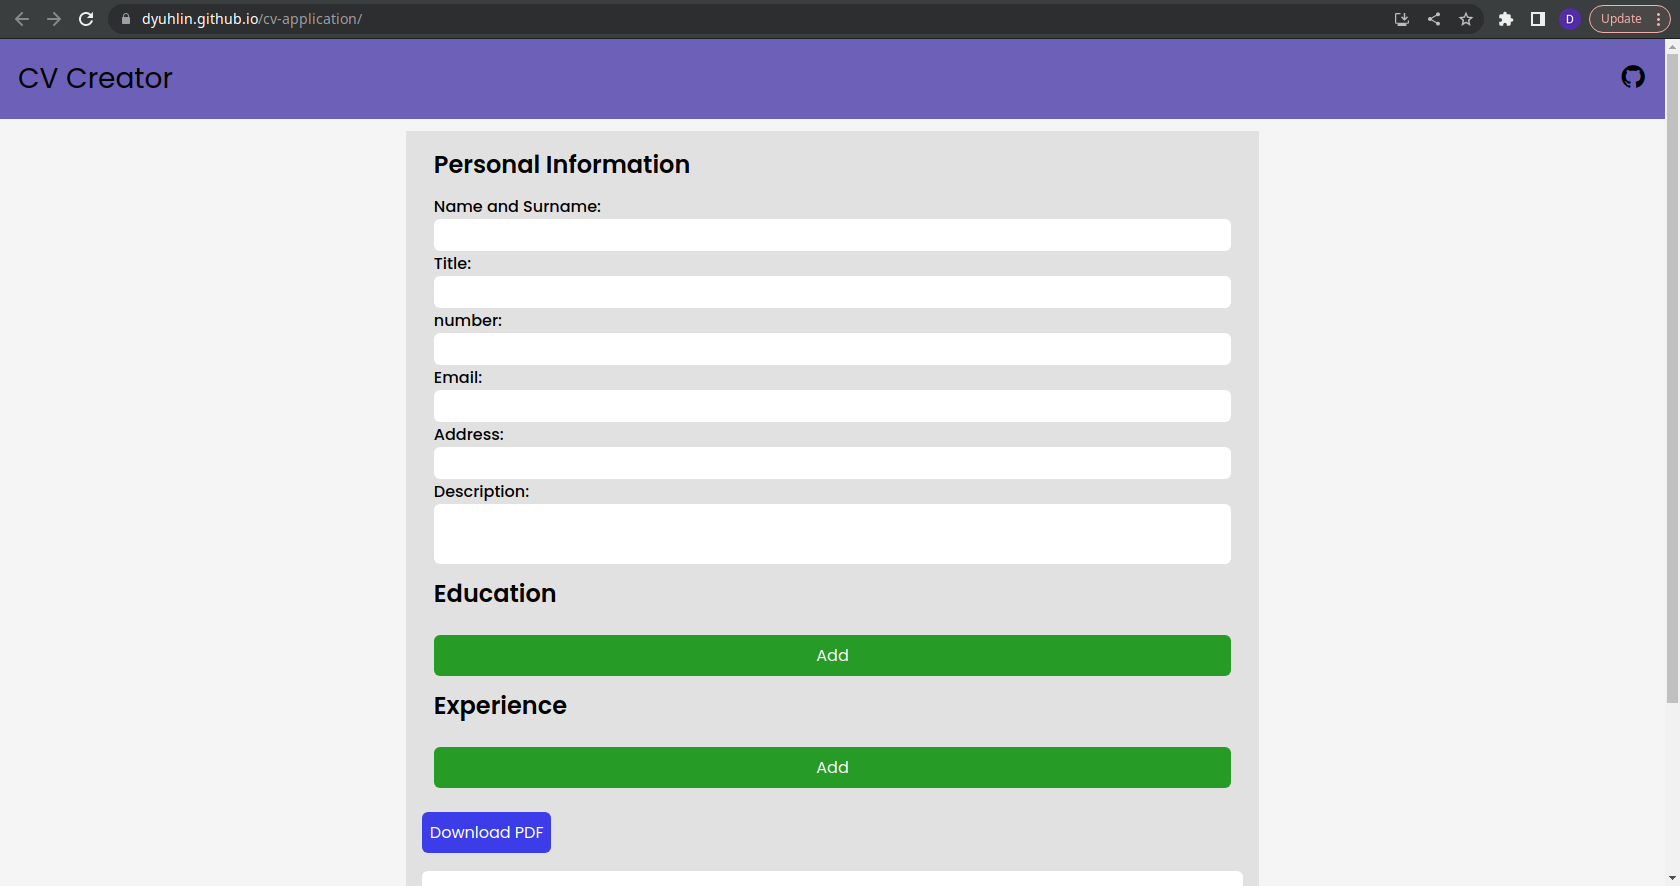 dyuhlin.github.io/cv-application/
D
Update
CV Creator
Personal Information
Name and Surname:
Title:
number:
Email:
Address:
Description:
Education
Add
Experience
Add
Download PDF